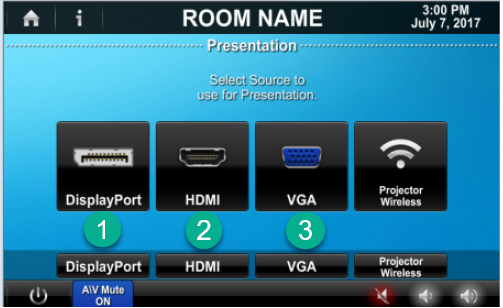 i
ROOM NAME
3:00 PM
July 7, 2017
Presentation
Select Source to
use for Presentation.
DisplayPort
HDMI
VGA
Projector
Wireless
1
2
3
DisplayPort
HDMI
VGA
Projector
Wireless
A\V Mute
ON